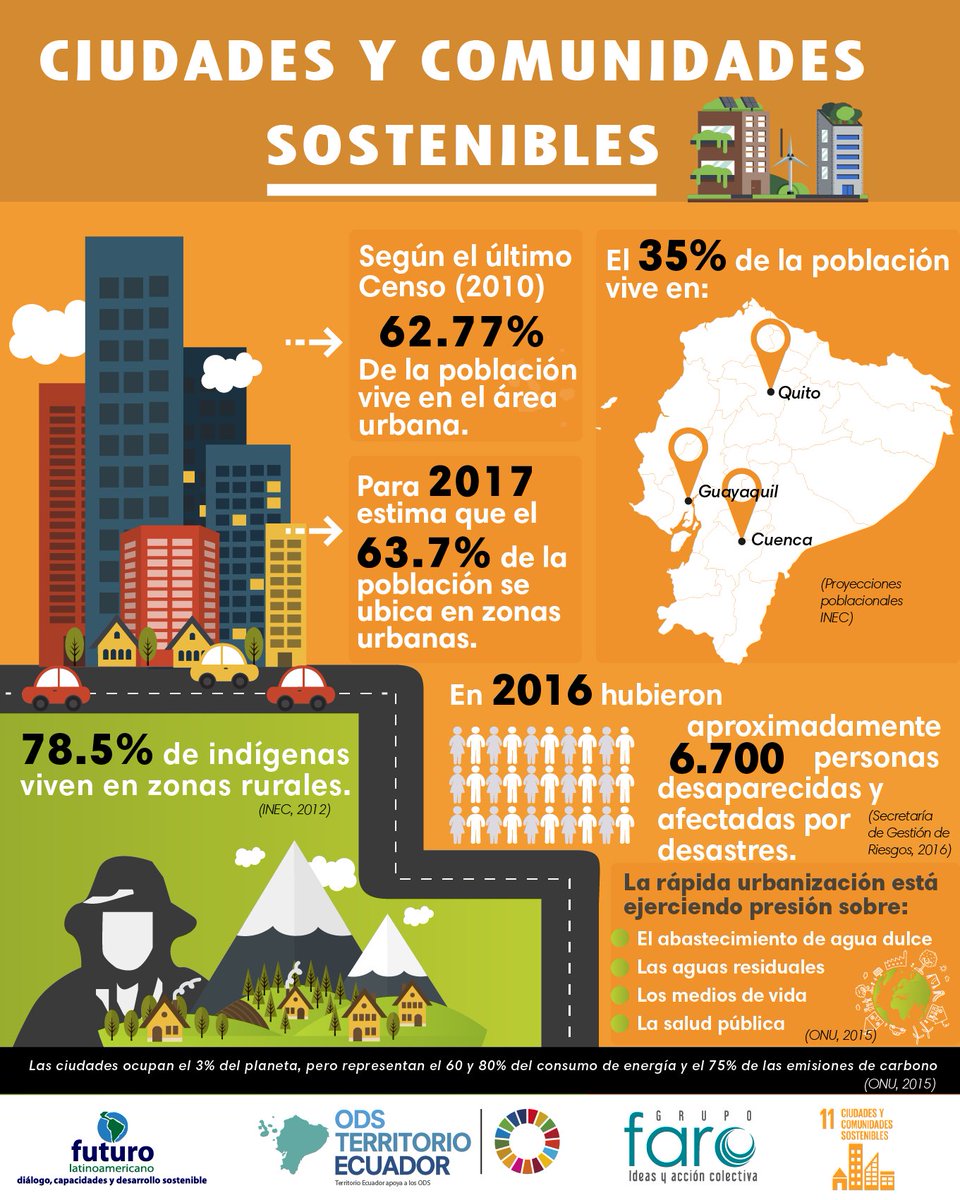 CIUDADES Y COMUNIDADES
SOSTENIBLES
Según el último
Censo (2010)
62.77%
De la población
vive en el área
urbana.
Para 2017
estima que el
63.7% de la
población se
ubica en zonas
urbanas.
El 35% de la población
vive en:
Quito
Guayaquil
Cuenca
(Proyecciones
poblacionales
INEC)
En 2016 hubieron
aproximadamente
6.700 personas
desaparecidas y
afectadas por
desastres.
(Secretaría
de Gestión de
Riesgos, 2016)
78.5% de indígenas
viven en zonas rurales.
(INEC, 2012)
La rápida urbanización está
ejerciendo presión sobre:
El abastecimiento de agua dulce
Las aguas residuales
Los medios de vida
La salud pública
(ONU, 2015)
Las ciudades ocupan el 3% del planeta, pero representan el 60 y 80% del consumo de energía y el 75% de las emisiones de carbono
(ONU, 2015)
futuro
latinoamericano
diálogo, capacidades y desarrollo sostenible
ODS
TERRITORIO
ECUADOR
Territorio Ecuador apoya a los ODS
GRUPO
faro
Ideas y acción colectiva
11 CIUDADES Y
COMUNIDADES
SOSTENIBLES